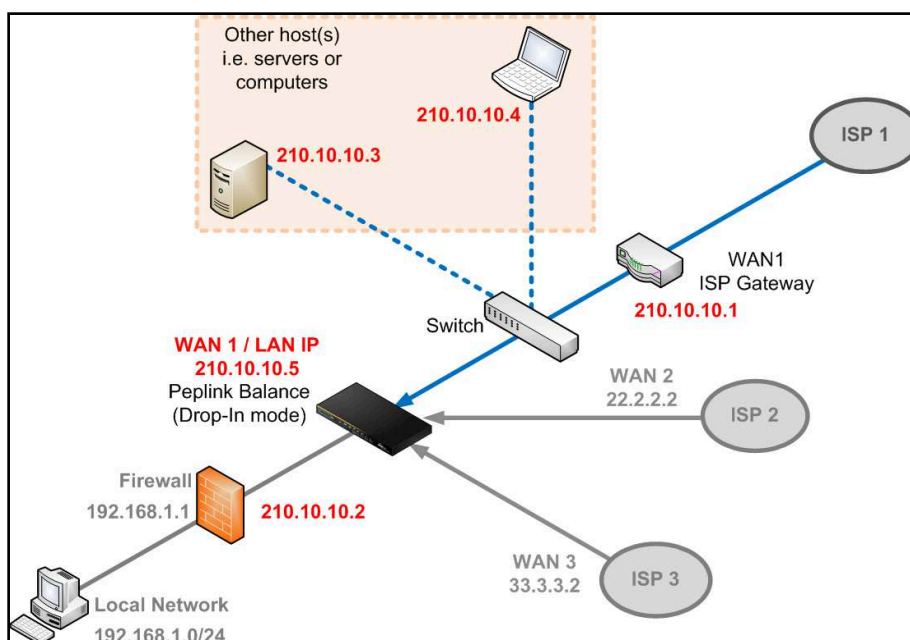 Other host(s)
i.e. servers or
computers
210.10.10.4
210.10.10.3
ISP 1
WAN1
ISP Gateway
210.10.10.1
Switch
WAN 1 / LAN IP
210.10.10.5
Peplink Balance
(Drop-In mode)
WAN 2
22.2.2.2
ISP 2
Firewall
192.168.1.1
210.10.10.2
WAN 3
33.3.3.2
ISP 3
Local Network
192.168.1.0/24